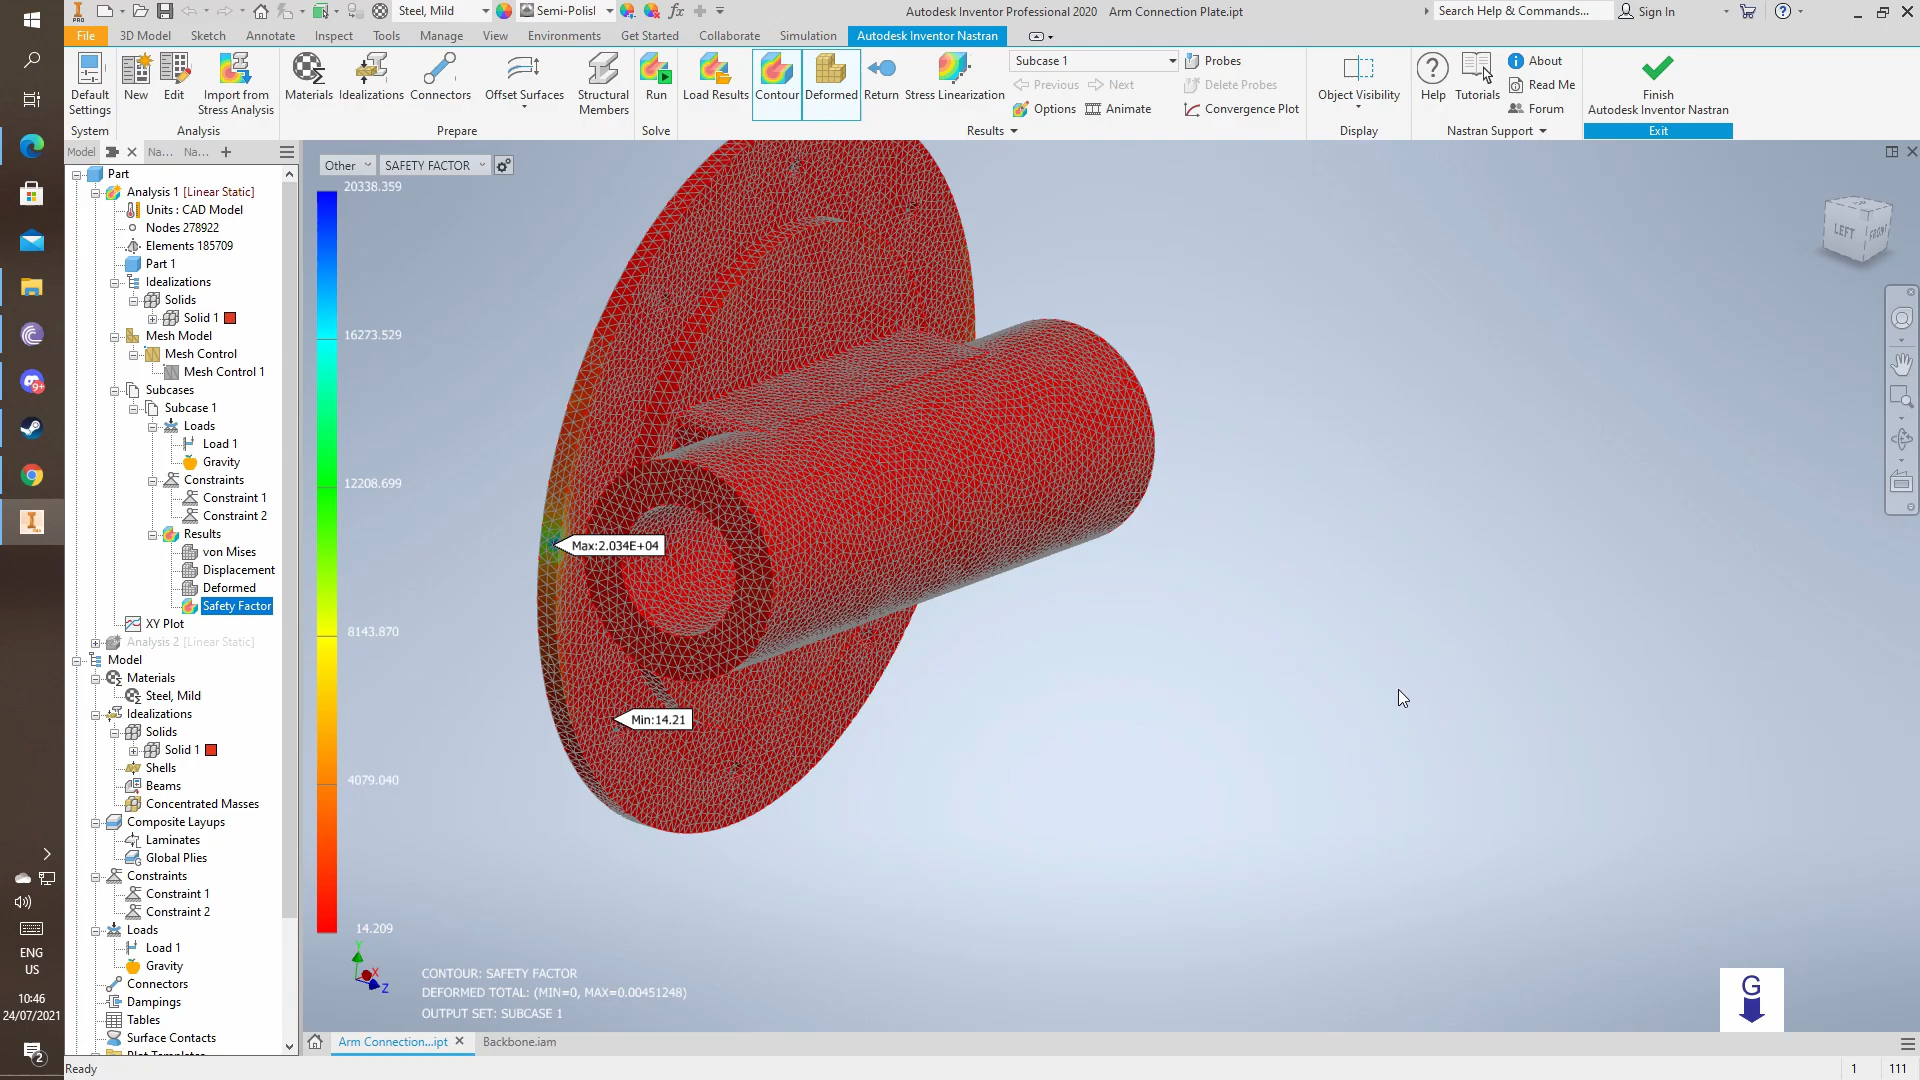 Steel, Mild
Semi-Polisl
fx
Autodesk Inventor Professional 2020 Arm Connection Plate.ipt
Search Help & Commands...
Sign In
PRO
File
3D Model
Sketch
Annotate
Inspect
Tools
Manage
View
Environments
Get Started
Collaborate
Simulation
Autodesk Inventor Nastran
Default Settings
New
Edit
Import from Stress Analysis
Materials
Idealizations
Connectors
Offset Surfaces
Structural Members
Run
Load Results
Contour
Deformed
Return
Stress Linearization
Subcase 1
Previous
Next
Options
Animate
Probes
Delete Probes
Convergence Plot
Object Visibility
Help
Tutorials
About
Read Me
Forum
Finish
Autodesk Inventor Nastran
System
Analysis
Prepare
Solve
Results
Display
Nastran Support
Exit
Model
Na...
Na...
Part
Analysis 1 [Linear Static]
Units : CAD Model
Nodes 278922
Elements 185709
Part 1
Idealizations
Solids
Solid 1
Mesh Model
Mesh Control
Mesh Control 1
Subcases
Subcase 1
Loads
Load 1
Gravity
Constraints
Constraint 1
Constraint 2
Results
von Mises
Displacement
Deformed
Safety Factor
XY Plot
Analysis 2 [Linear Static]
Model
Materials
Steel, Mild
Idealizations
Solids
Solid 1
Shells
Beams
Concentrated Masses
Composite Layups
Laminates
Global Plies
Constraints
Constraint 1
Constraint 2
Loads
Load 1
Gravity
Connectors
Dampings
Tables
Surface Contacts
Other
SAFETY FACTOR
20338.359
16273.529
12208.699
8143.870
4079.040
14.209
Max:2.034E+04
Min:14.21
LEFT
FRONT
Y
X
Z
CONTOUR: SAFETY FACTOR
DEFORMED TOTAL: (MIN=0, MAX=0.00451248)
OUTPUT SET: SUBCASE 1
G
Arm Connection...ipt
Backbone.iam
Ready
1
111
9+
ENG
US
10:46
24/07/2021
2